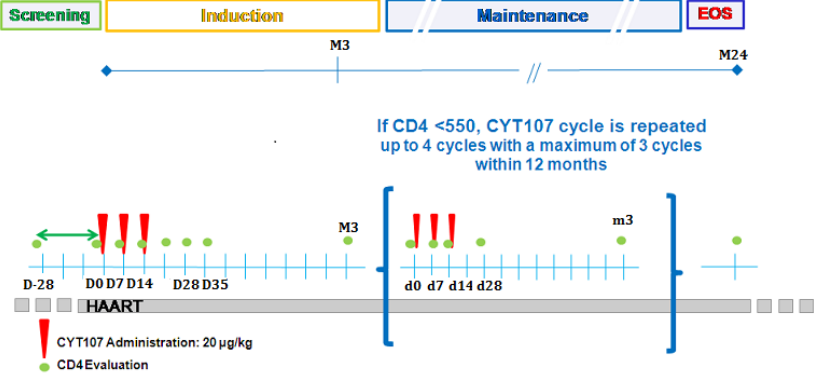 Screening Induction Maintenance EOS
M3
M24
If CD4 <550, CYT107 cycle is repeated
up to 4 cycles with a maximum of 3 cycles
within 12 months
M3 m3
D-28 D0 D7 D14 D28 D35 d0 d7 d14 d28
HAART
CYT107 Administration: 20 µg/kg
CD4 Evaluation